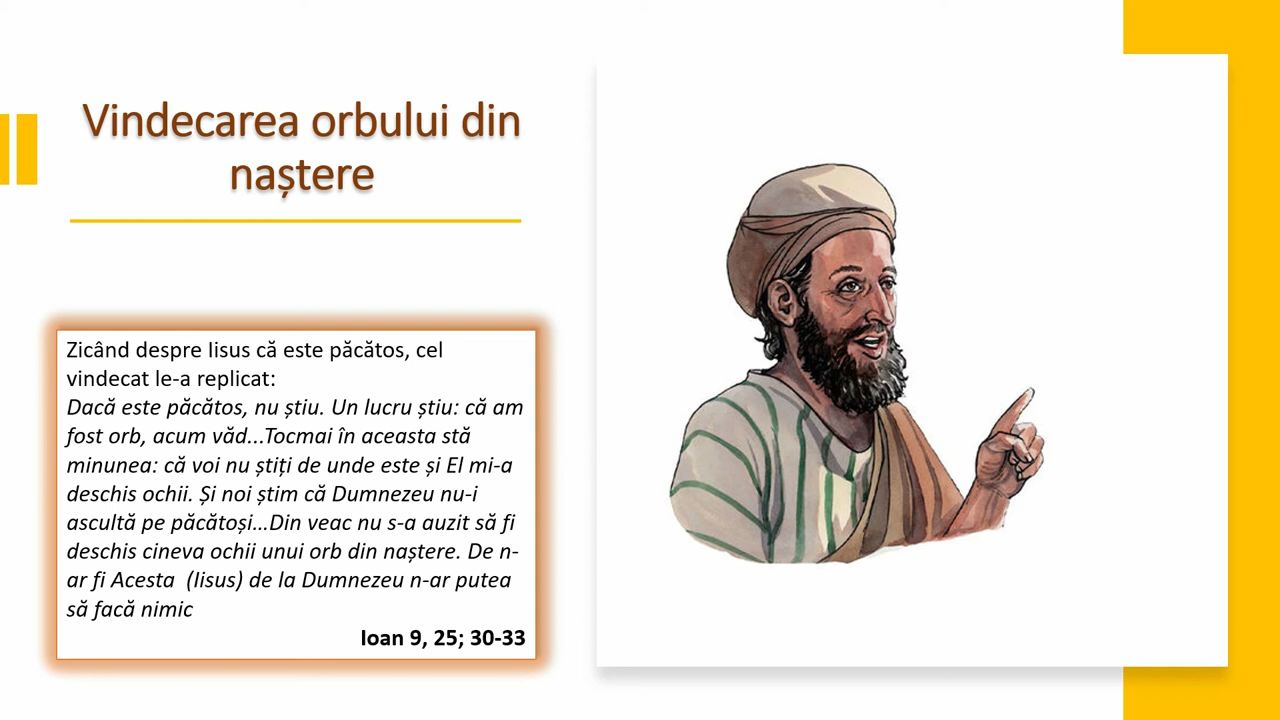 Vindecarea orbului din
naștere
Zicând despre Iisus că este păcătos, cel
vindecat le-a replicat:
Dacă este păcătos, nu știu. Un lucru știu: că am
fost orb, acum văd...Tocmai în aceasta stă
minunea: că voi nu știți de unde este și El mi-a
deschis ochii. Și noi știm că Dumnezeu nu-i
ascultă pe păcătoși...Din veac nu s-a auzit să fi
deschis cineva ochii unui orb din naștere. De n-
ar fi Acesta  (Iisus) de la Dumnezeu n-ar putea
să facă nimic
Ioan 9, 25; 30-33